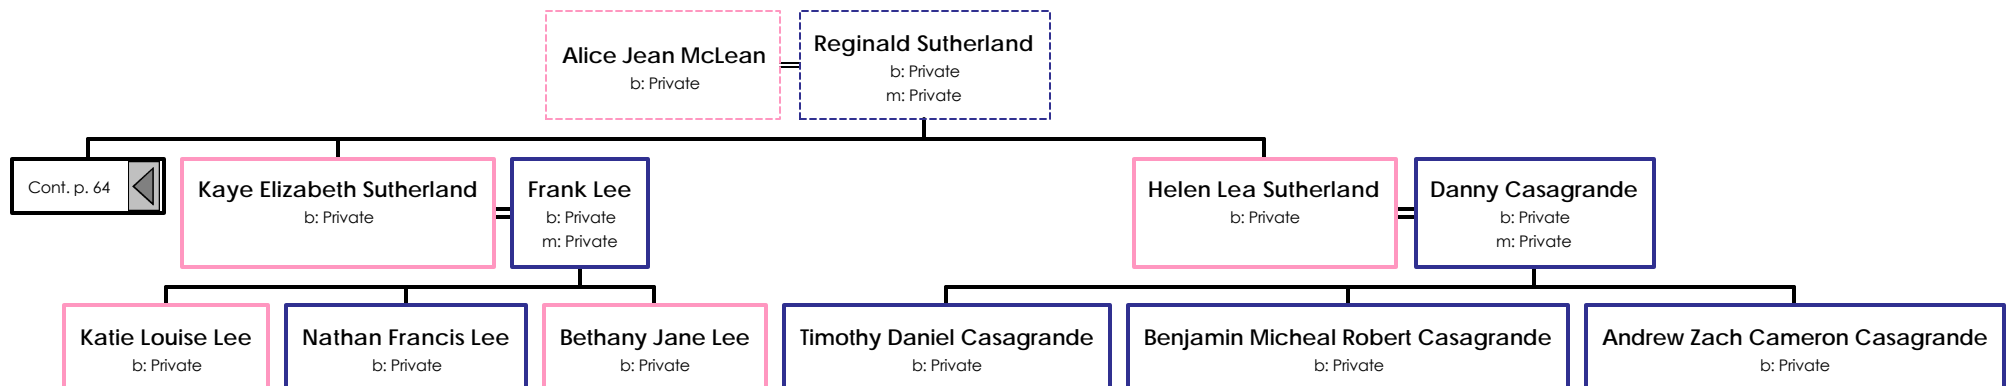 Alice Jean McLean
b: Private
Reginald Sutherland
b: Private
m: Private
Cont. p. 64
Kaye Elizabeth Sutherland
b: Private
Frank Lee
b: Private
m: Private
Helen Lea Sutherland
b: Private
Danny Casagrande
b: Private
m: Private
Katie Louise Lee
b: Private
Nathan Francis Lee
b: Private
Bethany Jane Lee
b: Private
Timothy Daniel Casagrande
b: Private
Benjamin Micheal Robert Casagrande
b: Private
Andrew Zach Cameron Casagrande
b: Private